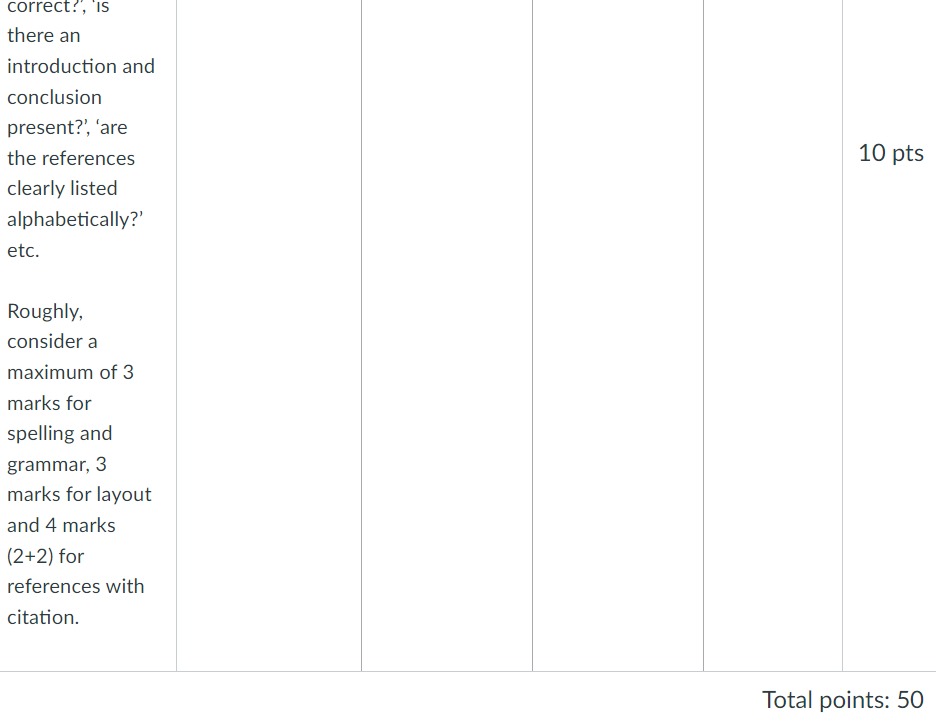 correct?’, ‘is
there an
introduction and
conclusion
present?’, ‘are
the references
clearly listed
alphabetically?’
etc.
Roughly,
consider a
maximum of 3
marks for
spelling and
grammar, 3
marks for layout
and 4 marks
(2+2) for
references with
citation.
10 pts
Total points: 50